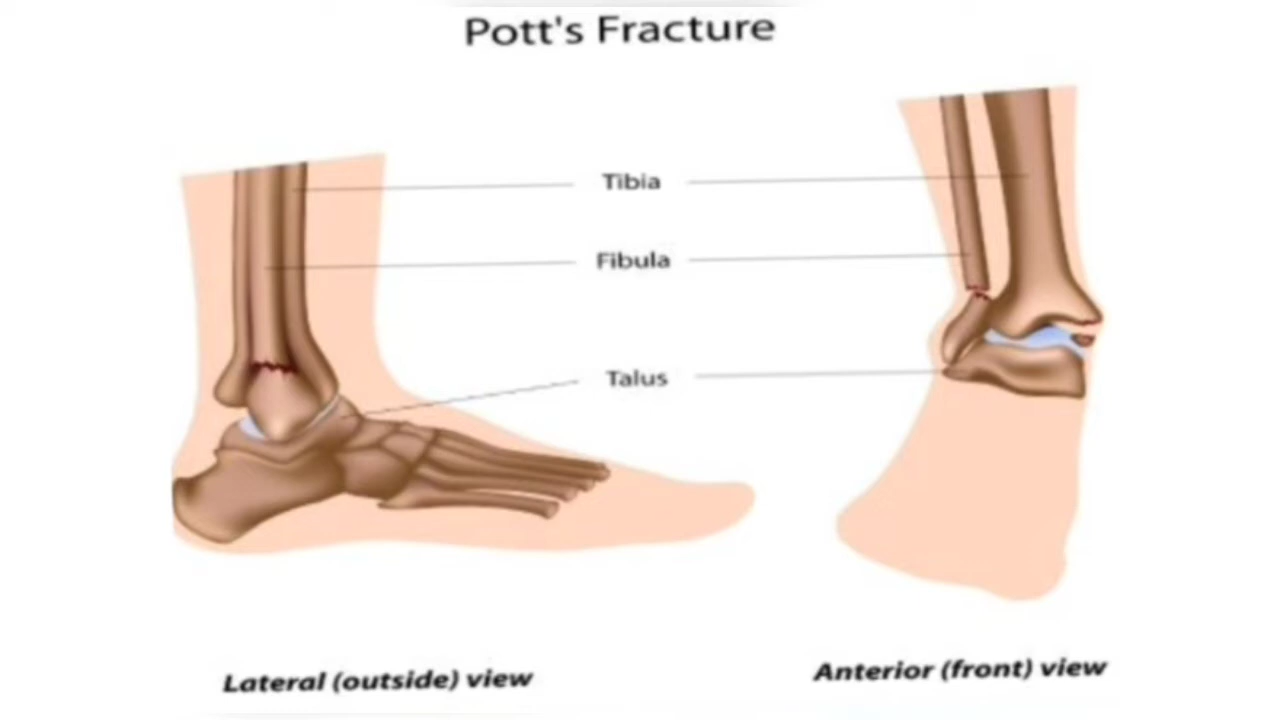 Pott's Fracture
Tibia
Fibula
Talus
Lateral (outside) view
Anterior (front) view